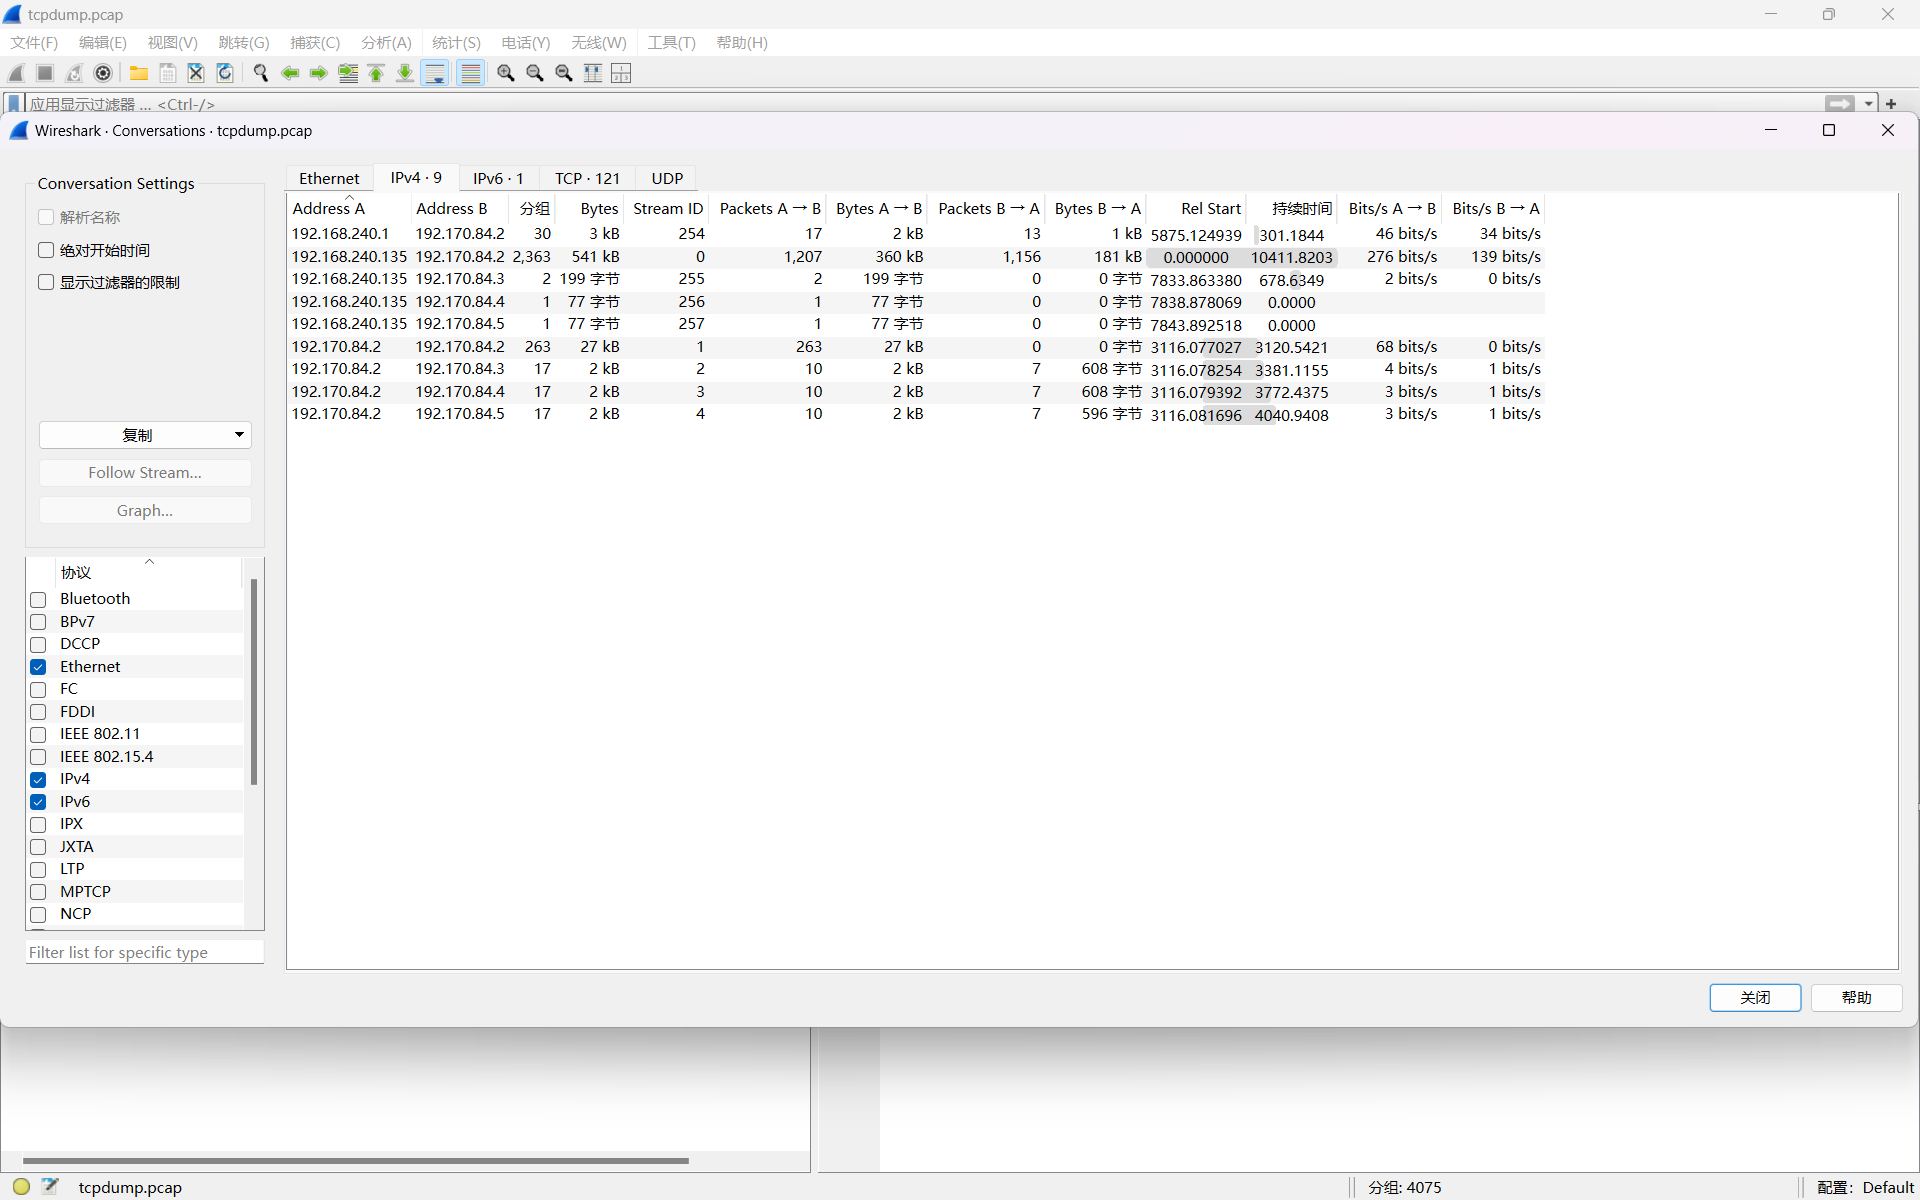 tcpdump.pcap
文件(F) 编辑(E) 视图(V) 跳转(G) 捕获(C) 分析(A) 统计(S) 电话(Y) 无线(W) 工具(T) 帮助(H)
应用显示过滤器 … <Ctrl-/>
Wireshark · Conversations · tcpdump.pcap
Conversation Settings
解析名称
绝对开始时间
显示过滤器的限制
复制
Follow Stream...
Graph...
协议
Bluetooth
BPv7
DCCP
Ethernet
FC
FDDI
IEEE 802.11
IEEE 802.15.4
IPv4
IPv6
IPX
JXTA
LTP
MPTCP
NCP
Filter list for specific type
Ethernet IPv4 · 9 IPv6 · 1 TCP · 121 UDP
Address A Address B 分组 Bytes Stream ID Packets A → B Bytes A → B Packets B → A Bytes B → A Rel Start 持续时间 Bits/s A → B Bits/s B → A
192.168.240.1 192.170.84.2 30 3 kB 254 17 2 kB 13 1 kB 5875.124939 301.1844 46 bits/s 34 bits/s
192.168.240.135 192.170.84.2 2,363 541 kB 0 1,207 360 kB 1,156 181 kB 0.000000 10411.8203 276 bits/s 139 bits/s
192.168.240.135 192.170.84.3 2 199 字节 255 2 199 字节 0 0 字节 7833.863380 678.6349 2 bits/s 0 bits/s
192.168.240.135 192.170.84.4 1 77 字节 256 1 77 字节 0 0 字节 7838.878069 0.0000
192.168.240.135 192.170.84.5 1 77 字节 257 1 77 字节 0 0 字节 7843.892518 0.0000
192.170.84.2 192.170.84.2 263 27 kB 1 263 27 kB 0 0 字节 3116.077027 3120.5421 68 bits/s 0 bits/s
192.170.84.2 192.170.84.3 17 2 kB 2 10 2 kB 7 608 字节 3116.078254 3381.1155 4 bits/s 1 bits/s
192.170.84.2 192.170.84.4 17 2 kB 3 10 2 kB 7 608 字节 3116.079392 3772.4375 3 bits/s 1 bits/s
192.170.84.2 192.170.84.5 17 2 kB 4 10 2 kB 7 596 字节 3116.081696 4040.9408 3 bits/s 1 bits/s
关闭 帮助
tcpdump.pcap 分组: 4075 配置: Default